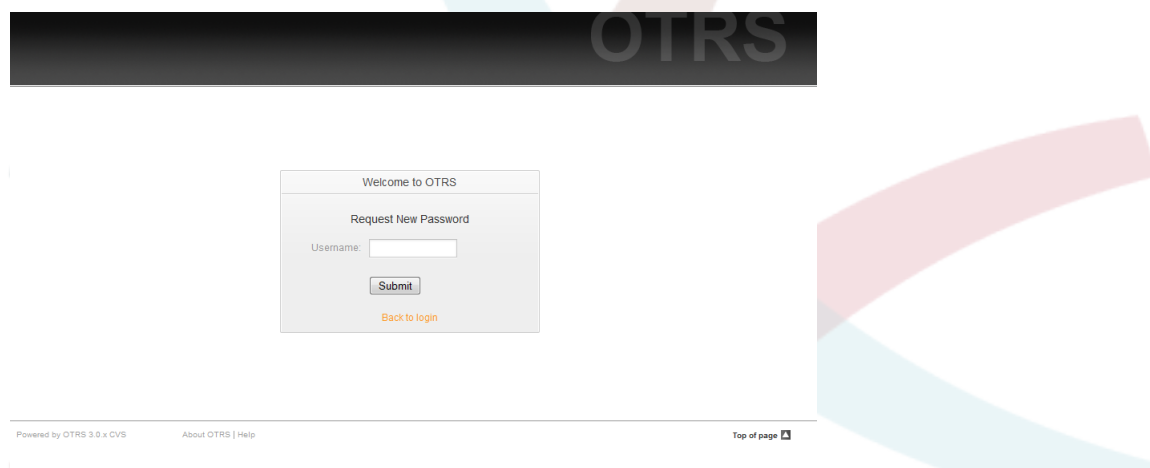 OTRS
Welcome to OTRS
Request New Password
Username:
Submit
Back to login
Powered by OTRS 3.0.x CVS About OTRS | Help Top of page